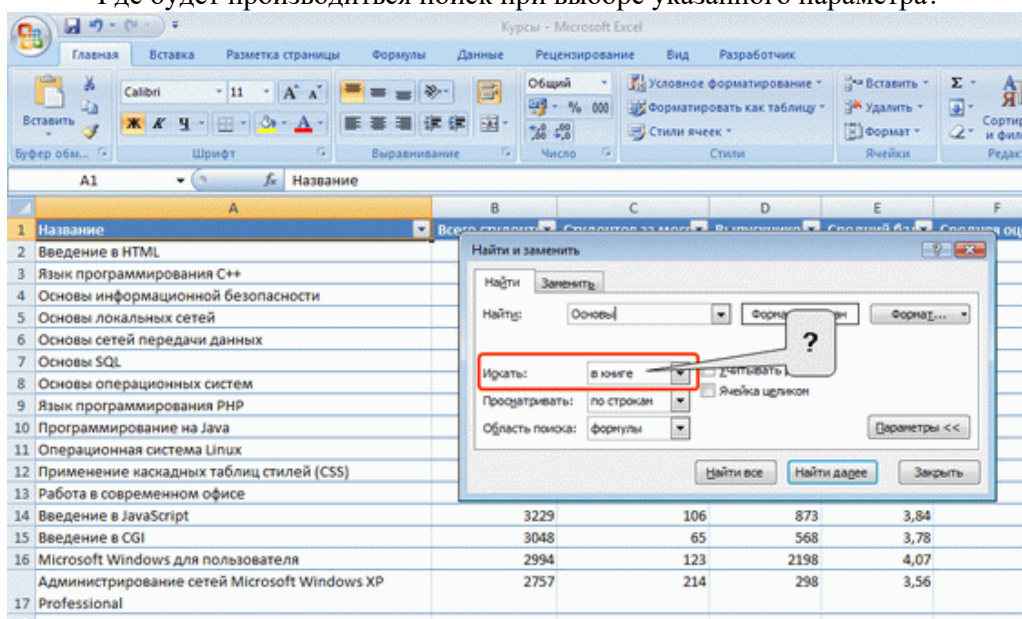 Где будет производиться поиск при выборе указанного параметра?
Курсы - Microsoft Excel
Главная Вставка Разметка страницы Формулы Данные Рецензирование Вид Разработчик
Вставить Calibri 11 Общий Условное форматирование Вставить
Ж К Ч % 000 Форматировать как таблицу Удалить
Стили ячеек Формат
Буфер обм... Шрифт Выравнивание Число Стили Ячейки
A1 fx Название
A B C D E F
1 Название
2 Введение в HTML
3 Язык программирования C++
4 Основы информационной безопасности
5 Основы локальных сетей
6 Основы сетей передачи данных
7 Основы SQL
8 Основы операционных систем
9 Язык программирования PHP
10 Программирование на Java
11 Операционная система Linux
12 Применение каскадных таблиц стилей (CSS)
13 Работа в современном офисе
14 Введение в JavaScript 3229 106 873 3,84
15 Введение в CGI 3048 65 568 3,78
16 Microsoft Windows для пользователя 2994 123 2198 4,07
Администрирование сетей Microsoft Windows XP 2757 214 298 3,56
17 Professional
Найти и заменить
Найти Заменить
Найти: Основы Формат...
?
Искать: в книге
Ячейка целиком
Просматривать: по строкам
Область поиска: формулы Параметры <<
Найти все Найти далее Закрыть